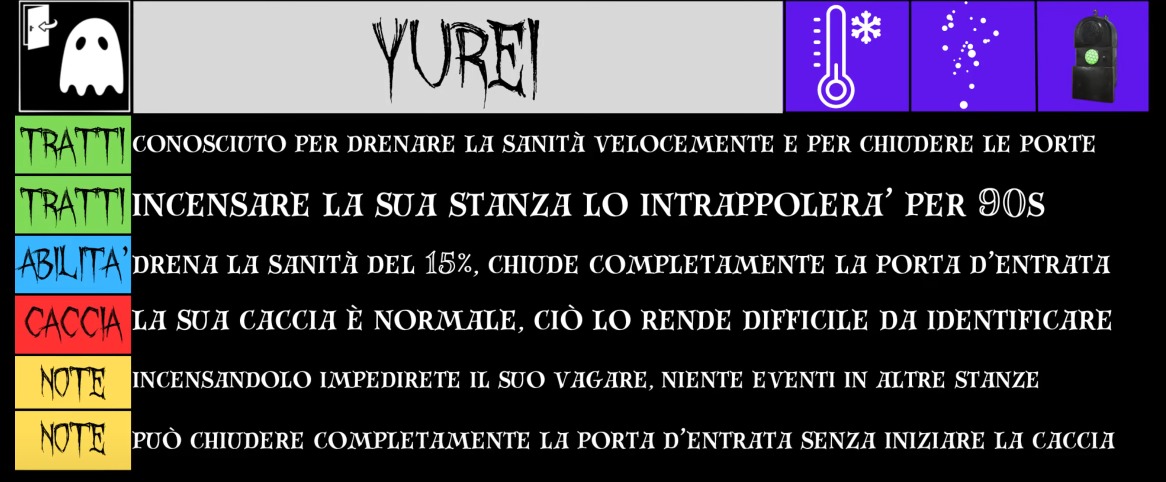 YUREI
TRATTI CONOSCIUTO PER DRENARE LA SANITÀ VELOCEMENTE E PER CHIUDERE LE PORTE
TRATTI INCENSARE LA SUA STANZA LO INTRAPPOLERA' PER 90S
ABILITA' DRENA LA SANITÀ DEL 15%, CHIUDE COMPLETAMENTE LA PORTA D'ENTRATA
CACCIA LA SUA CACCIA È NORMALE, CIÒ LO RENDE DIFFICILE DA IDENTIFICARE
NOTE INCENSANDOLO IMPEDIRETE IL SUO VAGARE, NIENTE EVENTI IN ALTRE STANZE
NOTE PUÒ CHIUDERE COMPLETAMENTE LA PORTA D'ENTRATA SENZA INIZIARE LA CACCIA